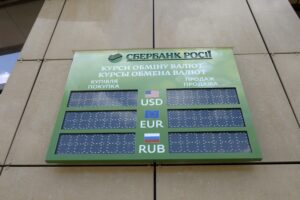 СБЕРБАНК РОСІЇ
КУРСИ ОБМІНУ ВАЛЮТ
КУРСЫ ОБМЕНА ВАЛЮТ
КУПІВЛЯ ПРОДАЖ
ПОКУПКА ПРОДАЖА
USD
EUR
RUB